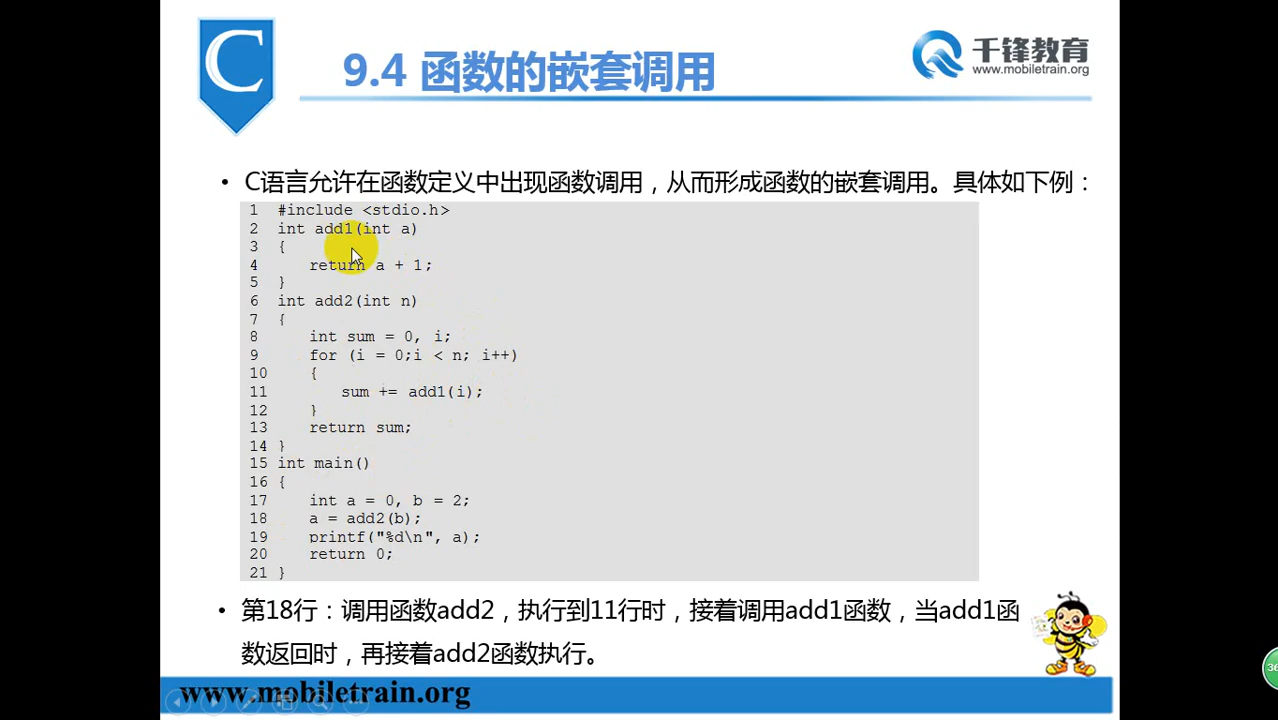 C
9.4 函数的嵌套调用
千锋教育
www.mobiletrain.org
• C语言允许在函数定义中出现函数调用，从而形成函数的嵌套调用。具体如下例：
1 #include <stdio.h>
2 int add1(int a)
3 {
4 return a + 1;
5 }
6 int add2(int n)
7 {
8 int sum = 0, i;
9 for (i = 0;i < n; i++)
10 {
11 sum += add1(i);
12 }
13 return sum;
14 }
15 int main()
16 {
17 int a = 0, b = 2;
18 a = add2(b);
19 printf("%d\n", a);
20 return 0;
21 }
• 第18行：调用函数add2，执行到11行时，接着调用add1函数，当add1函
数返回时，再接着add2函数执行。
www.mobiletrain.org
36